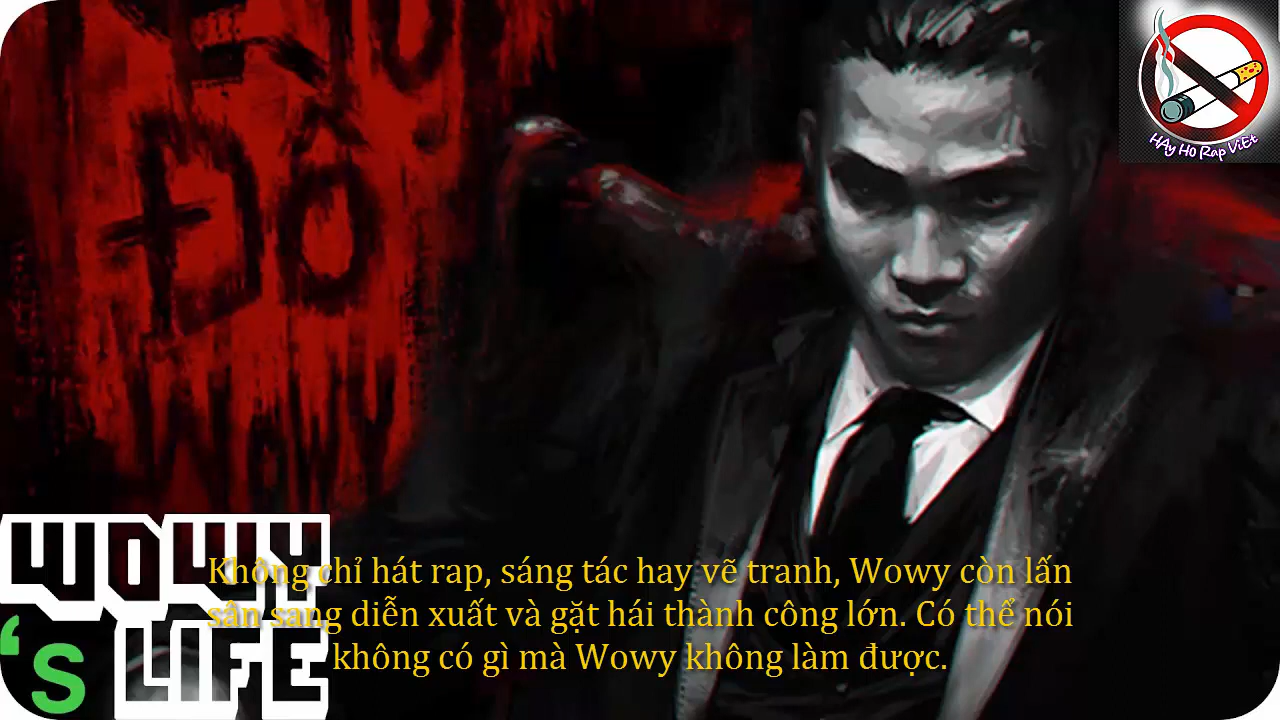 Đồ
Wowy
HAy Ho Rap ViEt
WOWY
'S LIFE
Không chỉ hát rap, sáng tác hay vẽ tranh, Wowy còn lấn
sân sang diễn xuất và gặt hái thành công lớn. Có thể nói
không có gì mà Wowy không làm được.